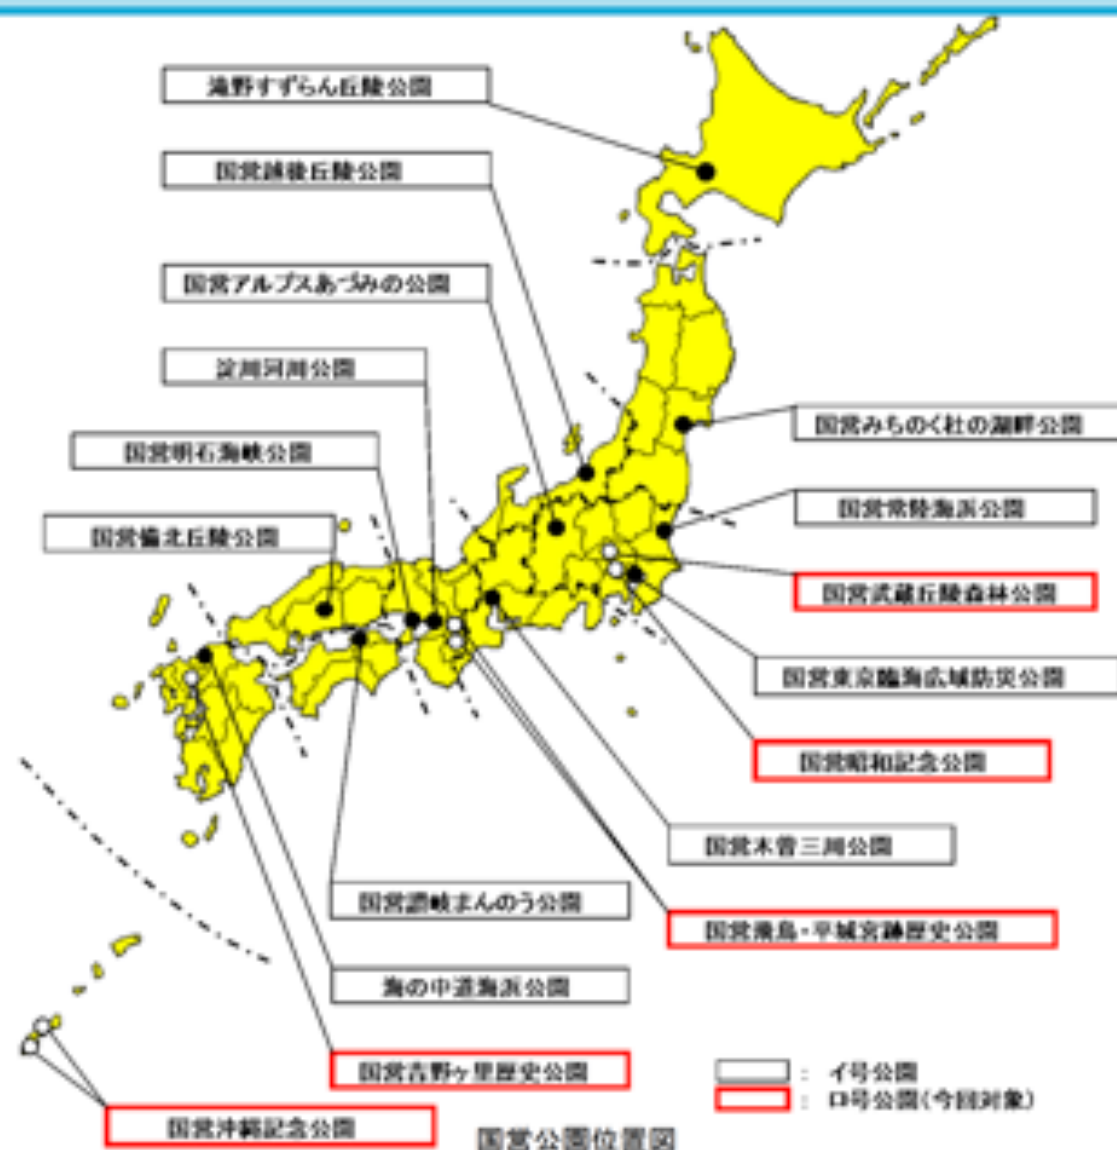 滝野すずらん丘陵公園
国営越後丘陵公園
国営アルプスあづみの公園
淀川河川公園
国営明石海峡公園
国営備北丘陵公園
国営みちのく杜の湖畔公園
国営常陸海浜公園
国営武蔵丘陵森林公園
国営東京臨海広域防災公園
国営昭和記念公園
国営木曽三川公園
国営讃岐まんのう公園
国営飛鳥・平城宮跡歴史公園
海の中道海浜公園
国営吉野ヶ里歴史公園
国営沖縄記念公園
： イ号公園
： ロ号公園(今回対象)
国営公園位置図